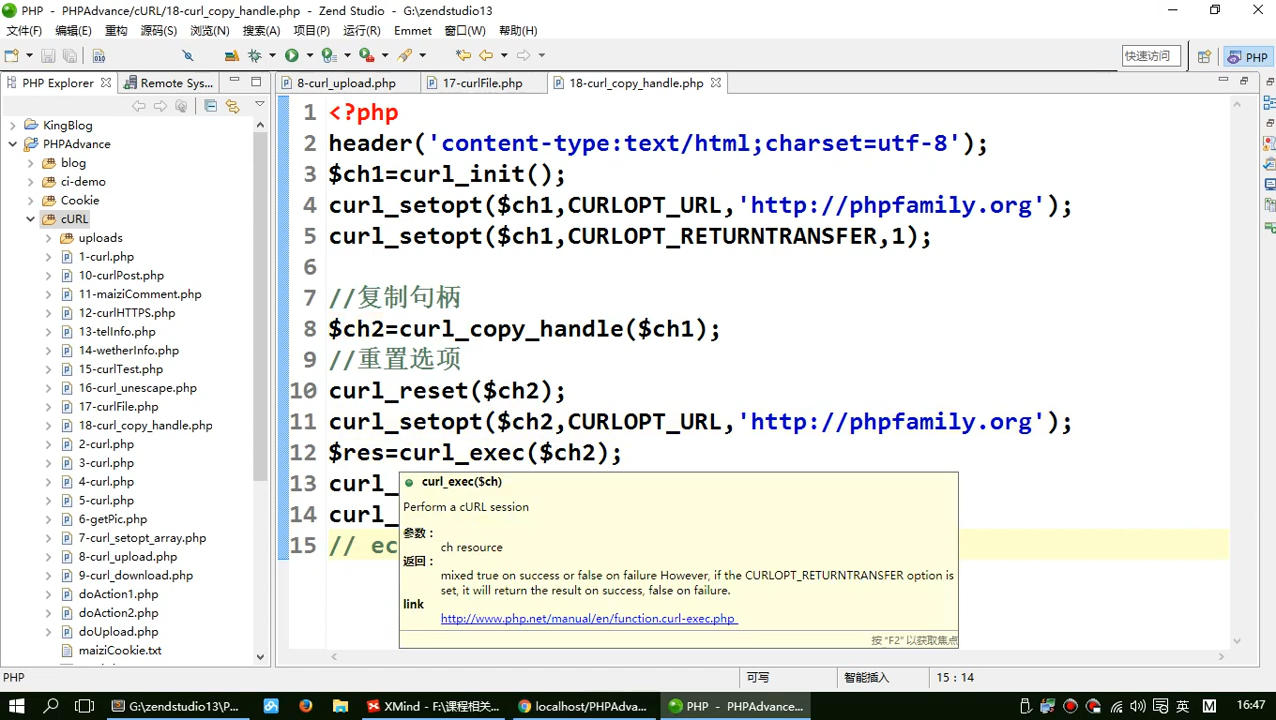 PHP - PHPAdvance/cURL/18-curl_copy_handle.php - Zend Studio - G:\zendstudio13
文件(F) 编辑(E) 重构 源码(S) 浏览(N) 搜索(A) 项目(P) 运行(R) Emmet 窗口(W) 帮助(H)
快速访问 PHP
PHP Explorer Remote Sys... 8-curl_upload.php 17-curlFile.php 18-curl_copy_handle.php
KingBlog
PHPAdvance
blog
ci-demo
Cookie
cURL
uploads
1-curl.php
10-curlPost.php
11-maiziComment.php
12-curlHTTPS.php
13-telInfo.php
14-wetherInfo.php
15-curlTest.php
16-curl_unescape.php
17-curlFile.php
18-curl_copy_handle.php
2-curl.php
3-curl.php
4-curl.php
5-curl.php
6-getPic.php
7-curl_setopt_array.php
8-curl_upload.php
9-curl_download.php
doAction1.php
doAction2.php
doUpload.php
maiziCookie.txt
1 <?php
2 header('content-type:text/html;charset=utf-8');
3 $ch1=curl_init();
4 curl_setopt($ch1,CURLOPT_URL,'http://phpfamily.org');
5 curl_setopt($ch1,CURLOPT_RETURNTRANSFER,1);
6
7 //复制句柄
8 $ch2=curl_copy_handle($ch1);
9 //重置选项
10 curl_reset($ch2);
11 curl_setopt($ch2,CURLOPT_URL,'http://phpfamily.org');
12 $res=curl_exec($ch2);
13 curl_
14 curl_
15 // ec
curl_exec($ch)
Perform a cURL session
参数：
ch resource
返回：
mixed true on success or false on failure However, if the CURLOPT_RETURNTRANSFER option is
set, it will return the result on success, false on failure.
link
http://www.php.net/manual/en/function.curl-exec.php
按 "F2" 以获取焦点
PHP 可写 智能插入 15 : 14
G:\zendstudio13\P... XMind - F:\课程相关... localhost/PHPAdva... PHP - PHPAdvance... 英 M 16:47